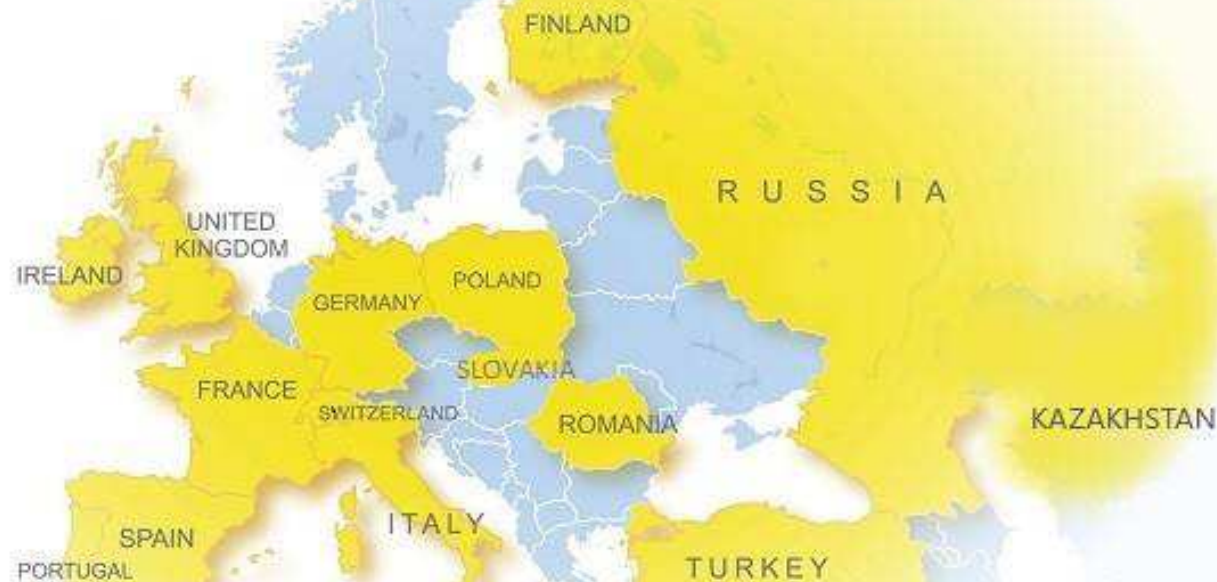 FINLAND
RUSSIA
UNITED
KINGDOM
IRELAND
POLAND
GERMANY
SLOVAKIA
FRANCE
SWITZERLAND
ROMANIA
KAZAKHSTAN
ITALY
SPAIN
PORTUGAL
TURKEY